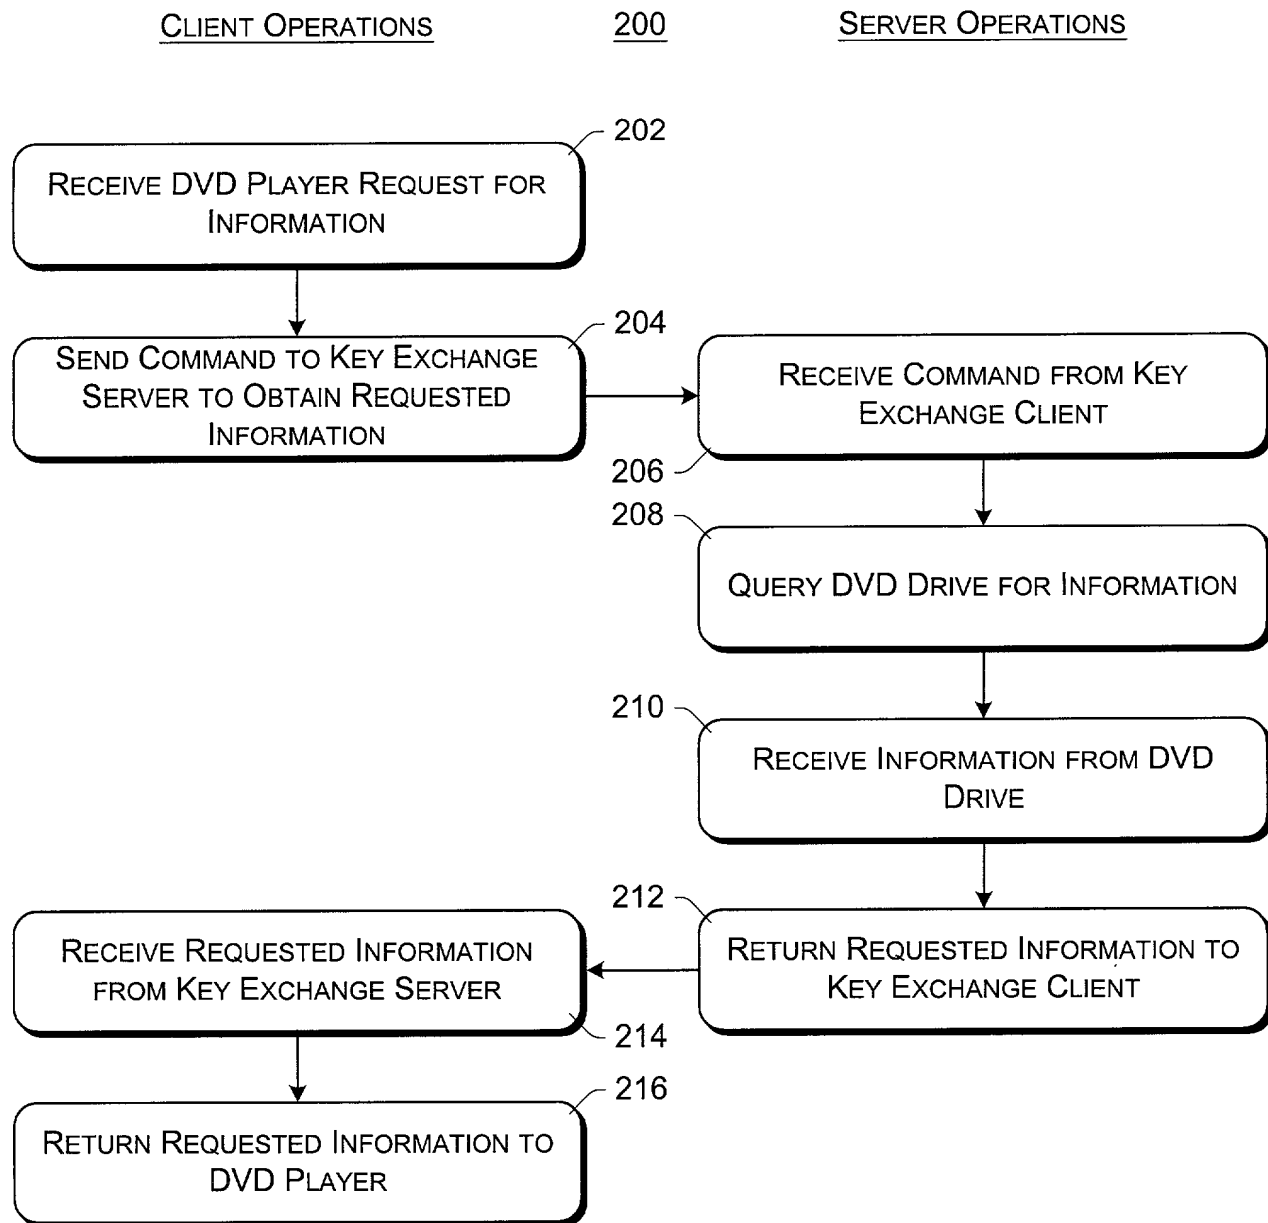 CLIENT OPERATIONS
200
SERVER OPERATIONS
202
RECEIVE DVD PLAYER REQUEST FOR
INFORMATION
204
SEND COMMAND TO KEY EXCHANGE
SERVER TO OBTAIN REQUESTED
INFORMATION
RECEIVE COMMAND FROM KEY
EXCHANGE CLIENT
206
208
QUERY DVD DRIVE FOR INFORMATION
210
RECEIVE INFORMATION FROM DVD
DRIVE
212
RETURN REQUESTED INFORMATION TO
KEY EXCHANGE CLIENT
RECEIVE REQUESTED INFORMATION
FROM KEY EXCHANGE SERVER
214
216
RETURN REQUESTED INFORMATION TO
DVD PLAYER